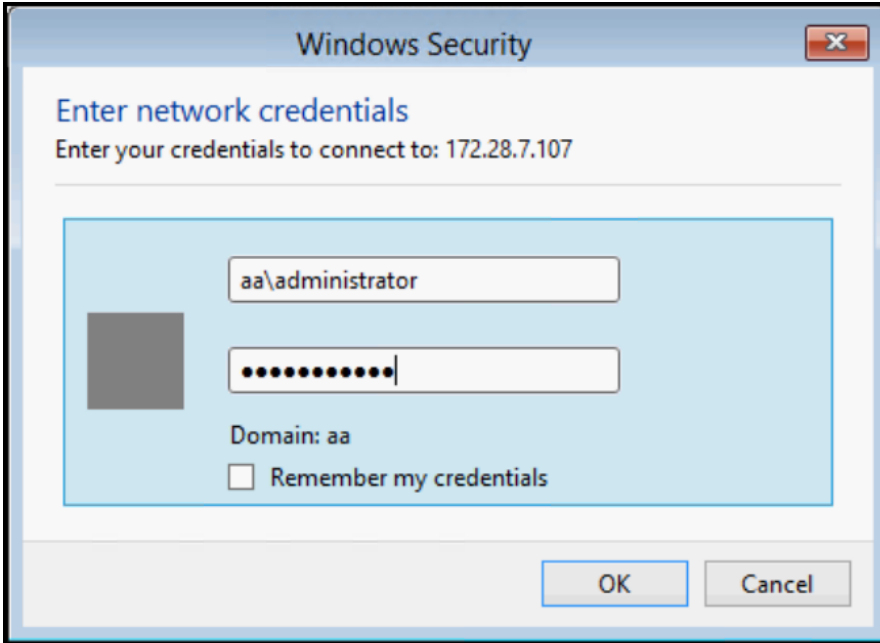 Windows Security
Enter network credentials
Enter your credentials to connect to: 172.28.7.107
aa\administrator
●●●●●●●●●●●
Domain: aa
Remember my credentials
OK
Cancel